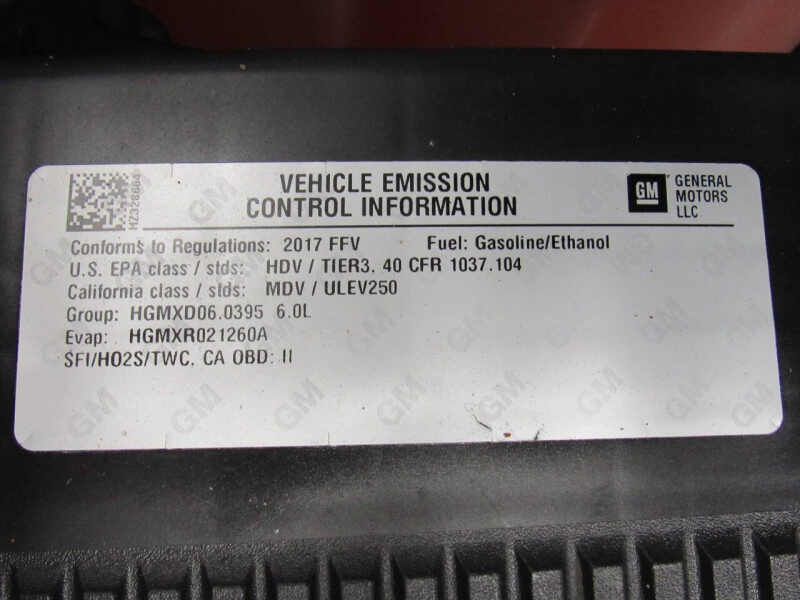 VEHICLE EMISSION
CONTROL INFORMATION
GM
GENERAL
MOTORS
LLC
HZ328604
Conforms to Regulations: 2017 FFV Fuel: Gasoline/Ethanol
U.S. EPA class / stds: HDV / TIER3. 40 CFR 1037.104
California class / stds: MDV / ULEV250
Group: HGMXD06.0395 6.0L
Evap: HGMXR021260A
SFI/HO2S/TWC. CA OBD: II